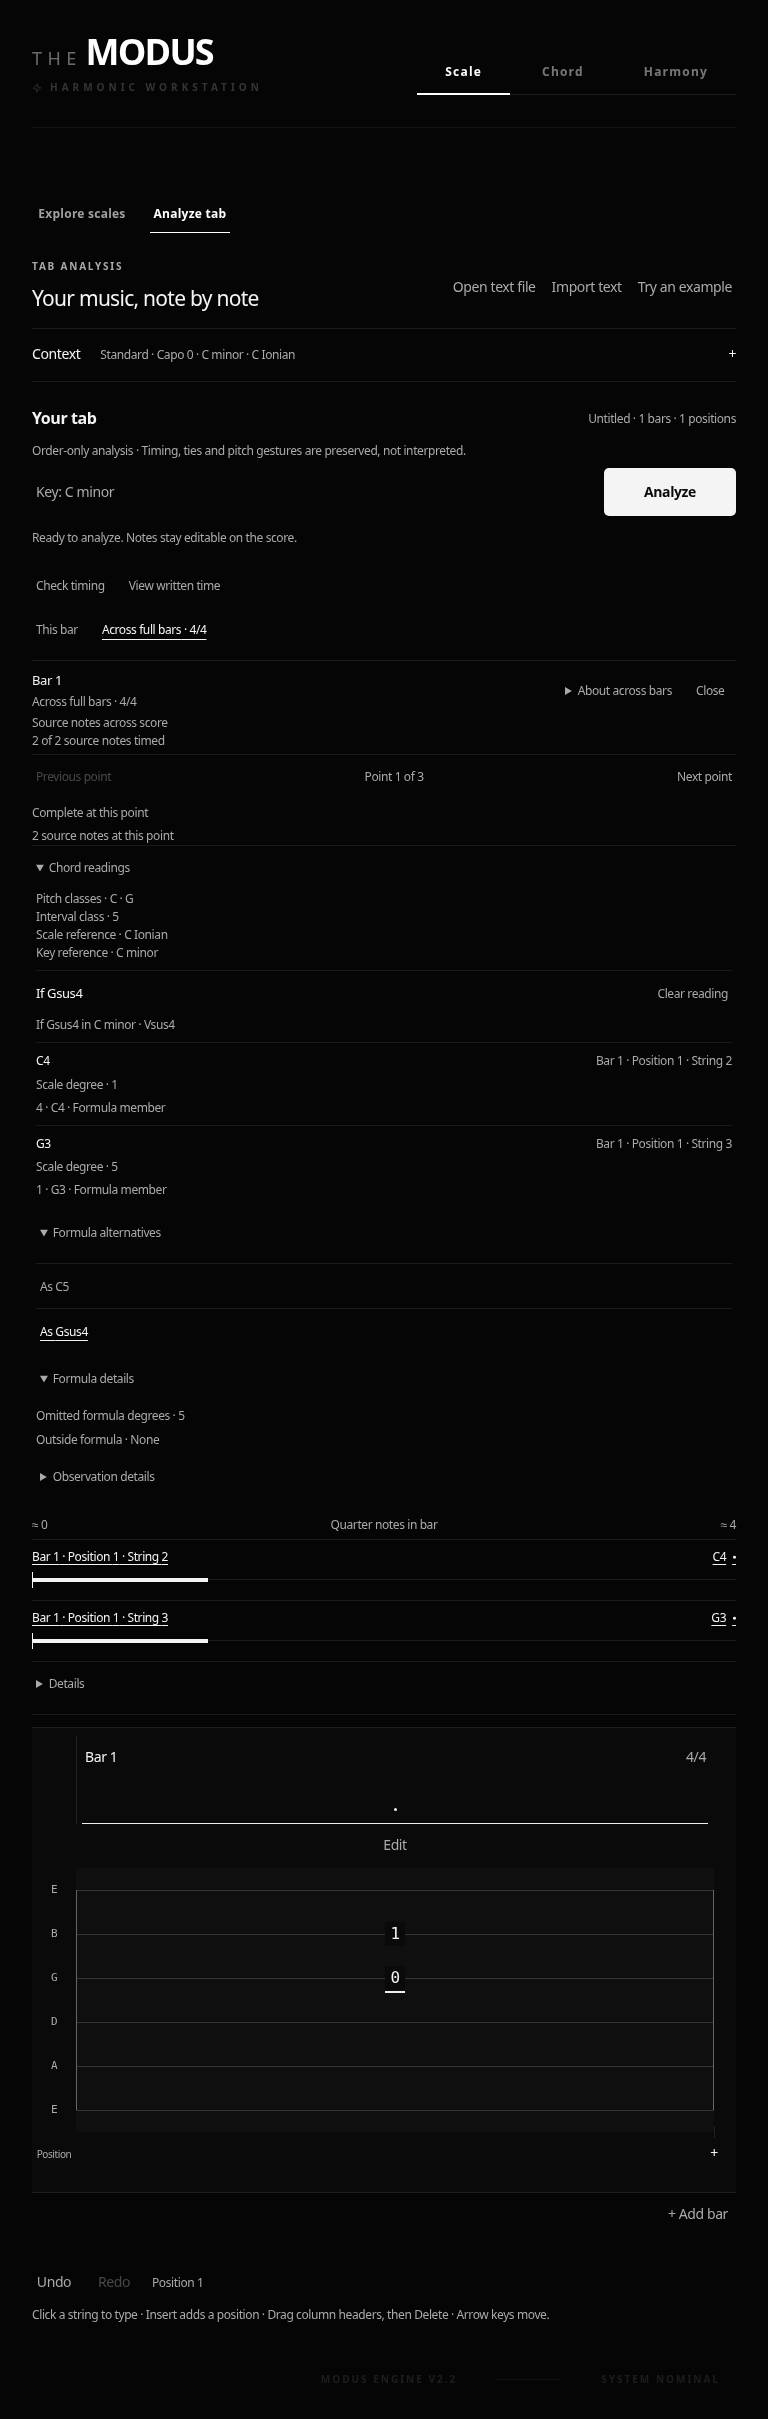 THE MODUS
HARMONIC WORKSTATION
Scale Chord Harmony
Explore scales Analyze tab
TAB ANALYSIS
Your music, note by note
Open text file Import text Try an example
Context Standard · Capo 0 · C minor · C Ionian +
Your tab Untitled · 1 bars · 1 positions
Order-only analysis · Timing, ties and pitch gestures are preserved, not interpreted.
Key: C minor Analyze
Ready to analyze. Notes stay editable on the score.
Check timing View written time
This bar Across full bars · 4/4
Bar 1
Across full bars · 4/4
▶ About across bars Close
Source notes across score
2 of 2 source notes timed
Previous point Point 1 of 3 Next point
Complete at this point
2 source notes at this point
▼ Chord readings
Pitch classes · C · G
Interval class · 5
Scale reference · C Ionian
Key reference · C minor
If Gsus4 Clear reading
If Gsus4 in C minor · Vsus4
C4 Bar 1 · Position 1 · String 2
Scale degree · 1
4 · C4 · Formula member
G3 Bar 1 · Position 1 · String 3
Scale degree · 5
1 · G3 · Formula member
▼ Formula alternatives
As C5
As Gsus4
▼ Formula details
Omitted formula degrees · 5
Outside formula · None
▶ Observation details
≈ 0 Quarter notes in bar ≈ 4
Bar 1 · Position 1 · String 2 C4 •
Bar 1 · Position 1 · String 3 G3 •
▶ Details
Bar 1 4/4
•
Edit
E
B 1
G 0
D
A
E
Position +
+ Add bar
Undo Redo Position 1
Click a string to type · Insert adds a position · Drag column headers, then Delete · Arrow keys move.
MODUS ENGINE V2.2 SYSTEM NOMINAL